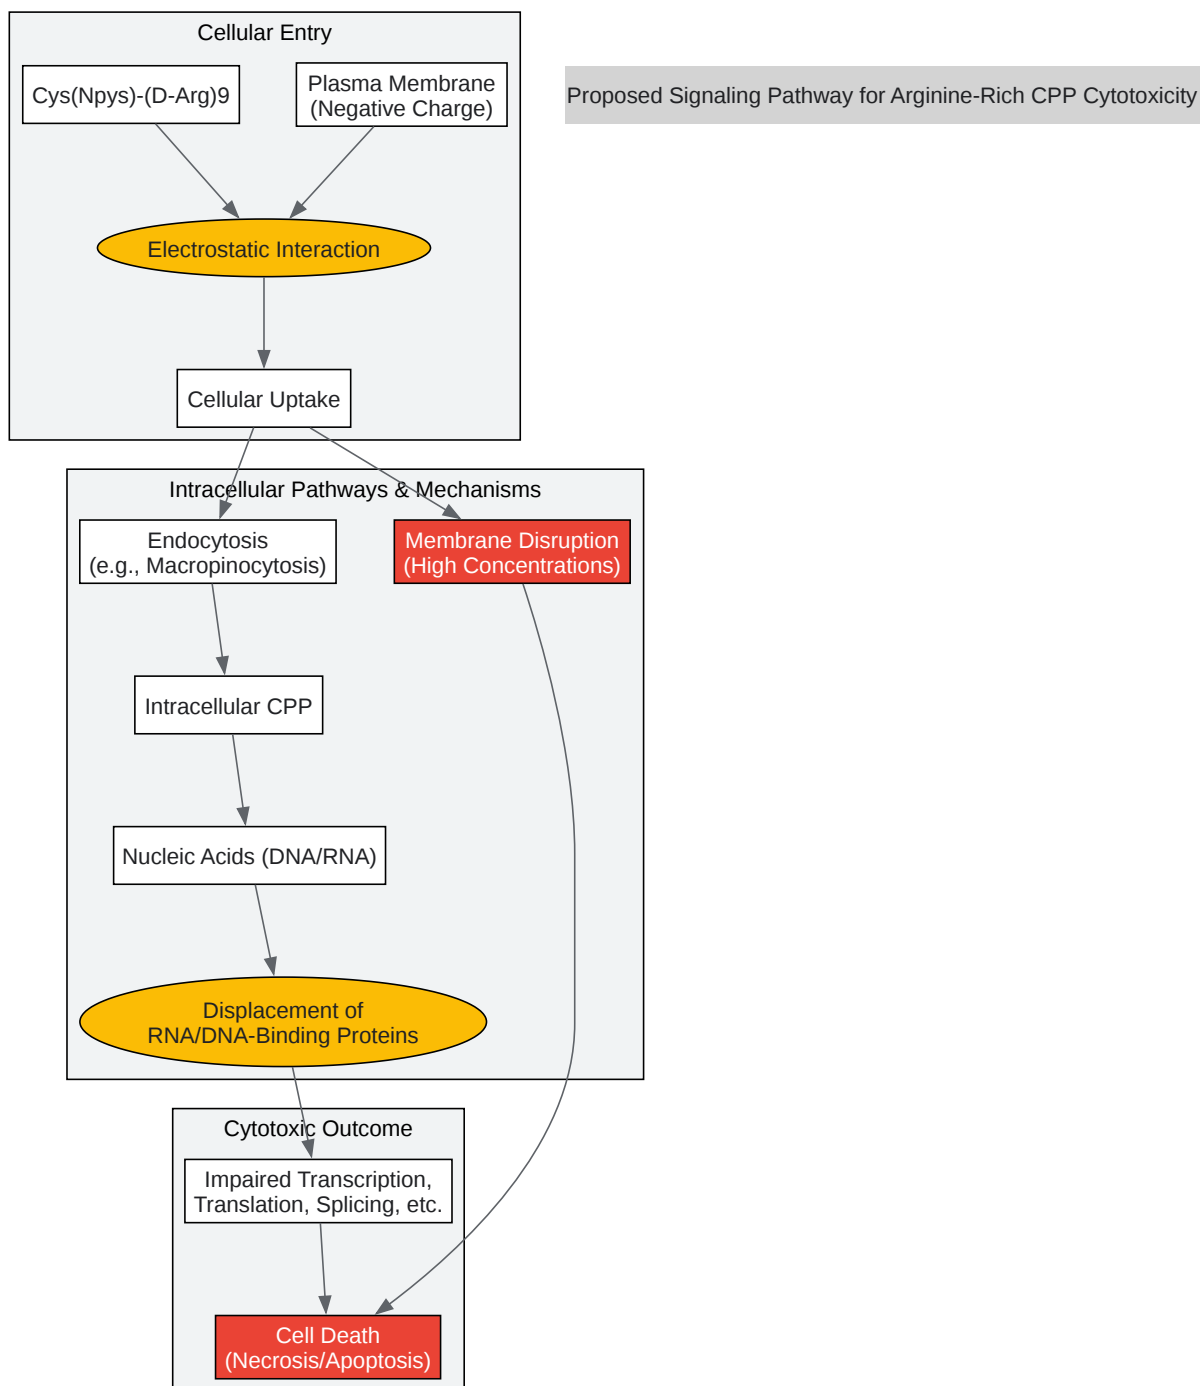 Cellular Entry
Cys(Npys)-(D-Arg)9
Plasma Membrane
(Negative Charge)
Proposed Signaling Pathway for Arginine-Rich CPP Cytotoxicity
Electrostatic Interaction
Cellular Uptake
Intracellular Pathways & Mechanisms
Endocytosis
(e.g., Macropinocytosis)
Membrane Disruption
(High Concentrations)
Intracellular CPP
Nucleic Acids (DNA/RNA)
Displacement of
RNA/DNA-Binding Proteins
Cytotoxic Outcome
Impaired Transcription,
Translation, Splicing, etc.
Cell Death
(Necrosis/Apoptosis)